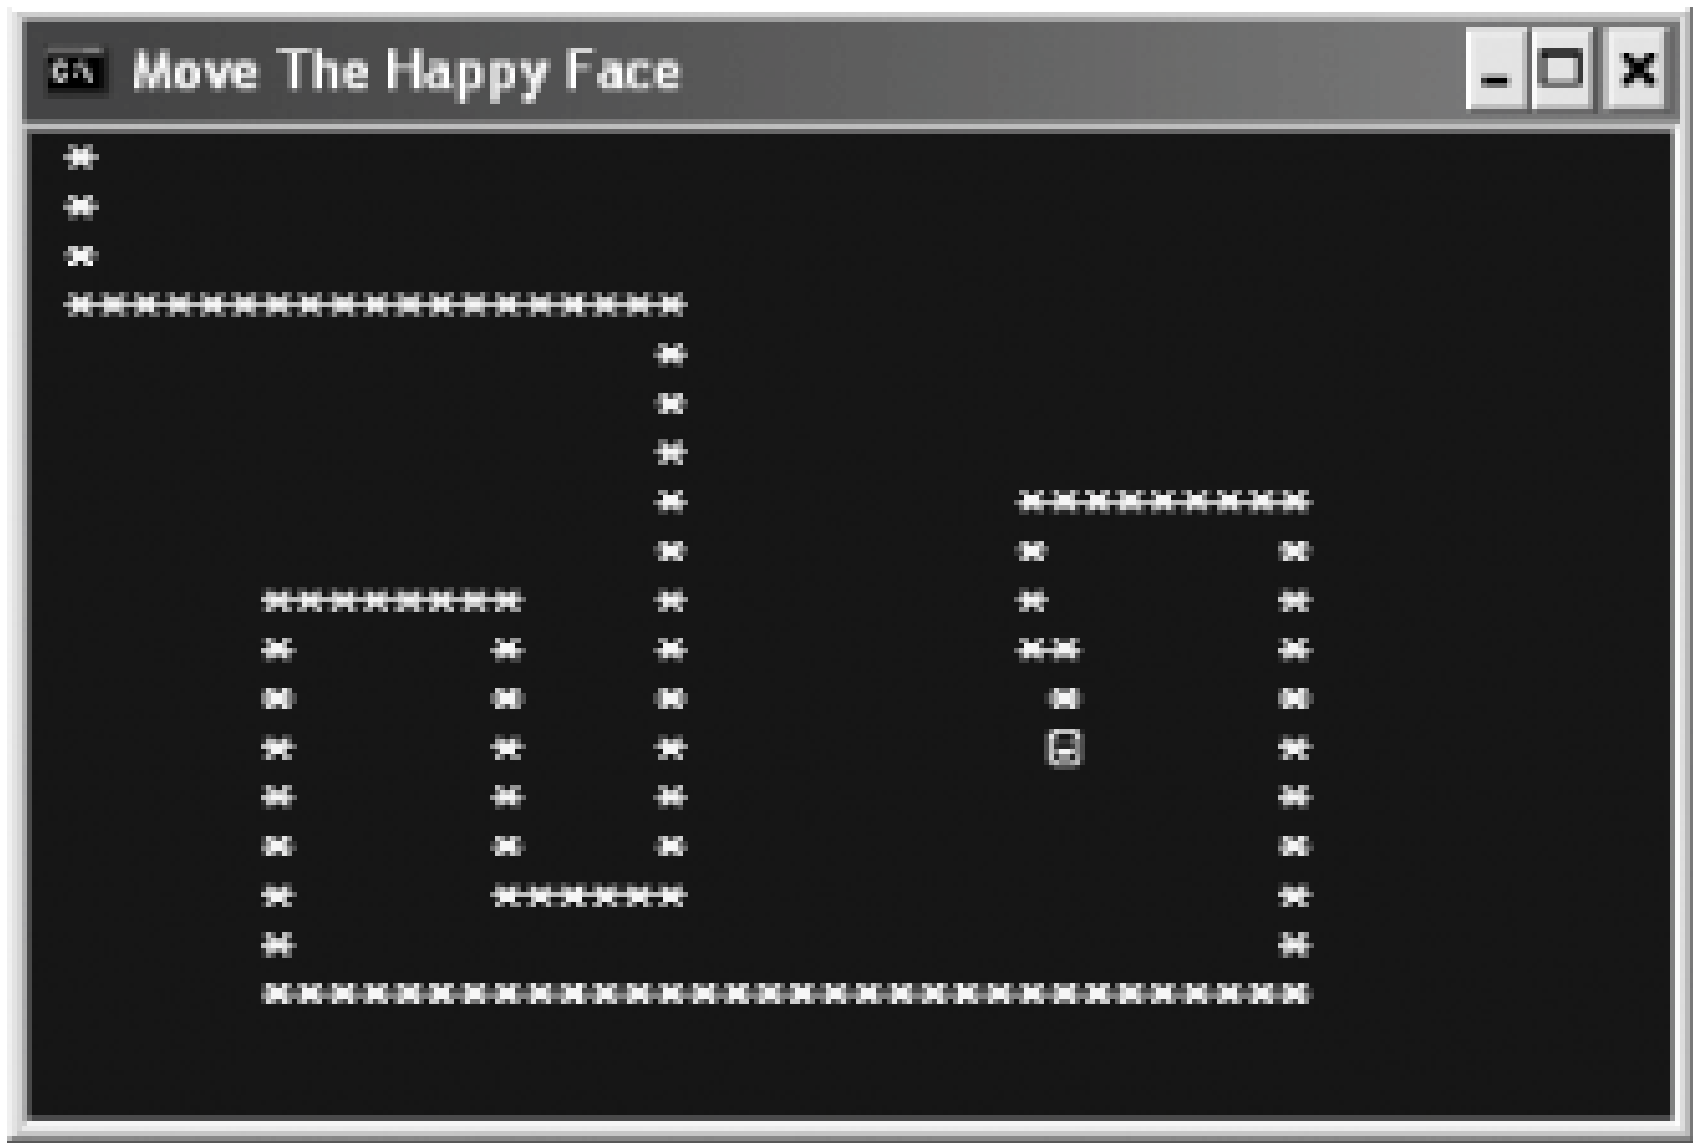 Move The Happy Face
 *
 *
 *
 *******************
                   *
                   *
                   *
                   *          *********
                   *          *       *
       ********    *          *       *
       *      *    *          **      *
       *      *    *           *      *
       *      *    *           ☺      *
       *      *    *                  *
       *      *    *                  *
       *      ******                  *
       *                              *
       ********************************